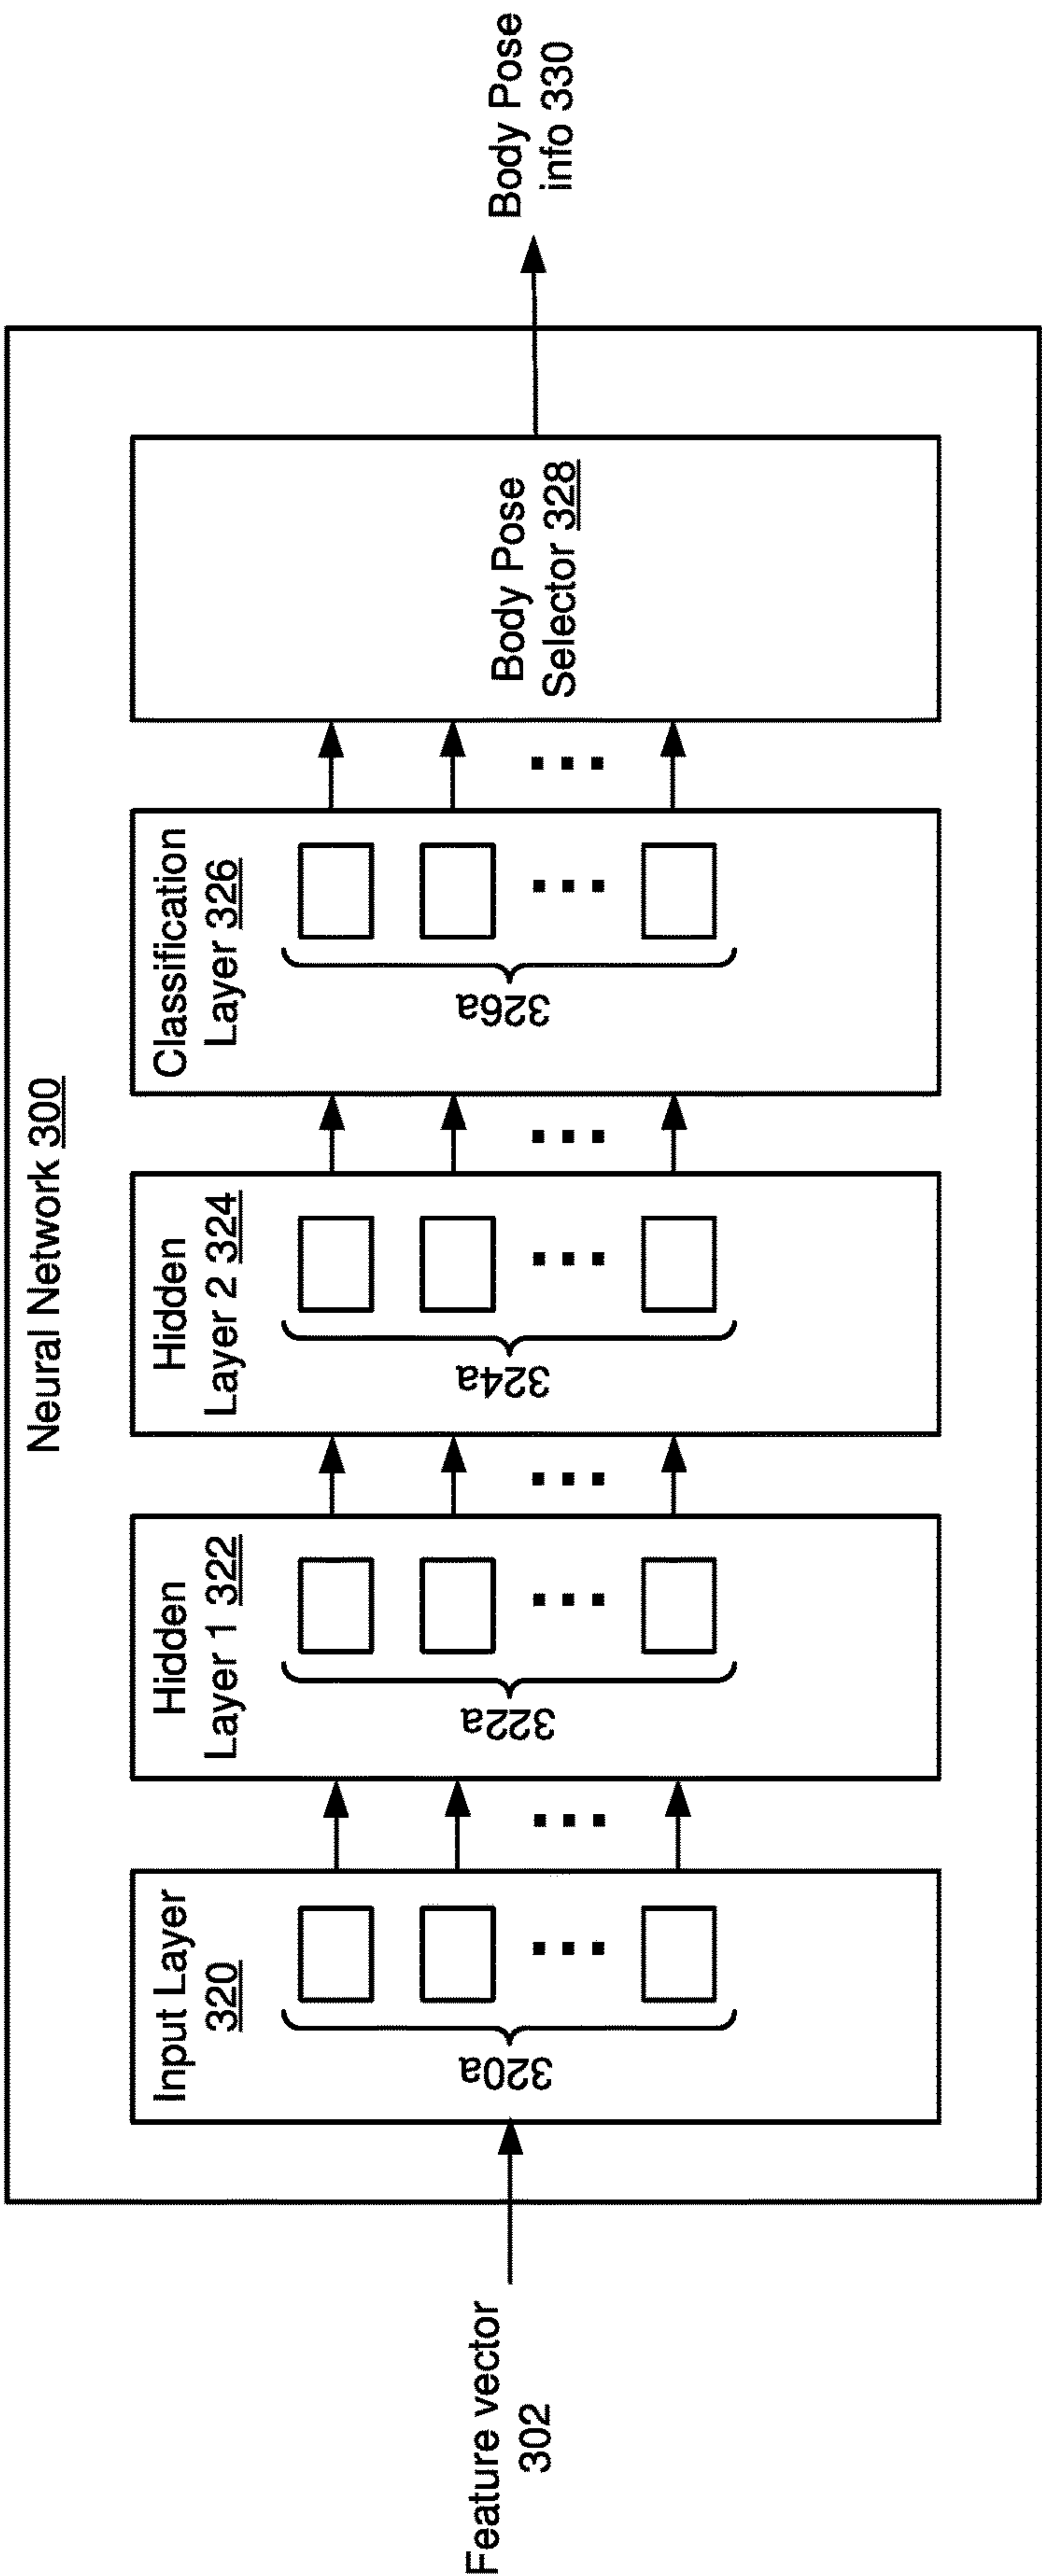 Neural Network 300
Feature vector
302
Input Layer
320
320a
Hidden
Layer 1 322
322a
Hidden
Layer 2 324
324a
Classification
Layer 326
326a
Body Pose
Selector 328
Body Pose
info 330